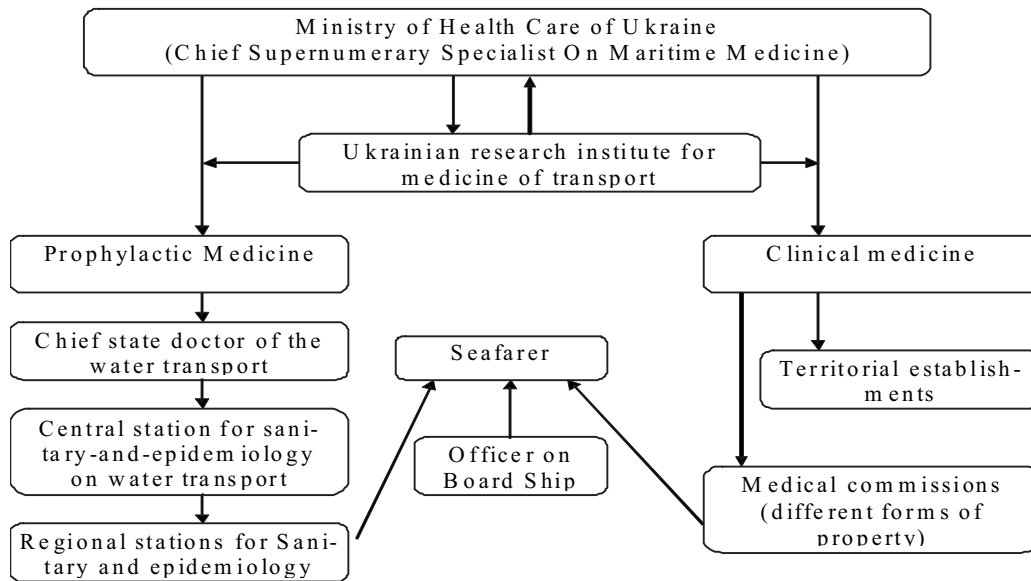 Ministry of Health Care of Ukraine
(Chief Supernumerary Specialist On Maritime Medicine)
Ukrainian research institute for
medicine of transport
Prophylactic Medicine
Clinical medicine
Chief state doctor of the
water transport
Seafarer
Territorial establish-
ments
Central station for sani-
tary-and-epidemiology
on water transport
Officer on
Board Ship
Medical commissions
(different forms of
property)
Regional stations for Sani-
tary and epidemiology